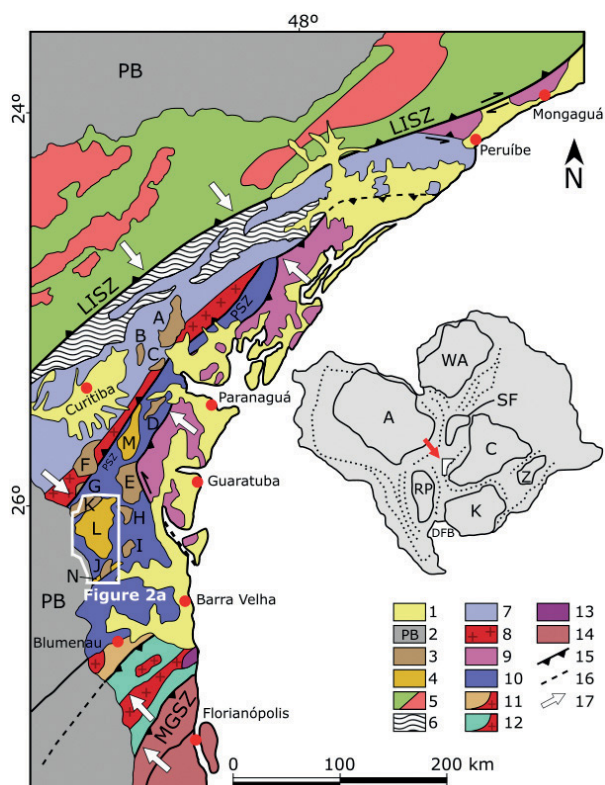 48º
24º
26º
PB
LISZ
Mongaguá
Peruíbe
N
LISZ
PSZ
A
B
C
Curitiba
Paranaguá
D
M
PSZ
F
E
G
Guaratuba
K
H
L
I
J
N
Figure 2a
PB
Barra Velha
Blumenau
MGSZ
Florianópolis
WA
SF
A
C
Z
RP
K
DFB
1
7
13
PB 2
8
14
3
9
15
4
10
16
5
11
17
6
12
0 100 200 km